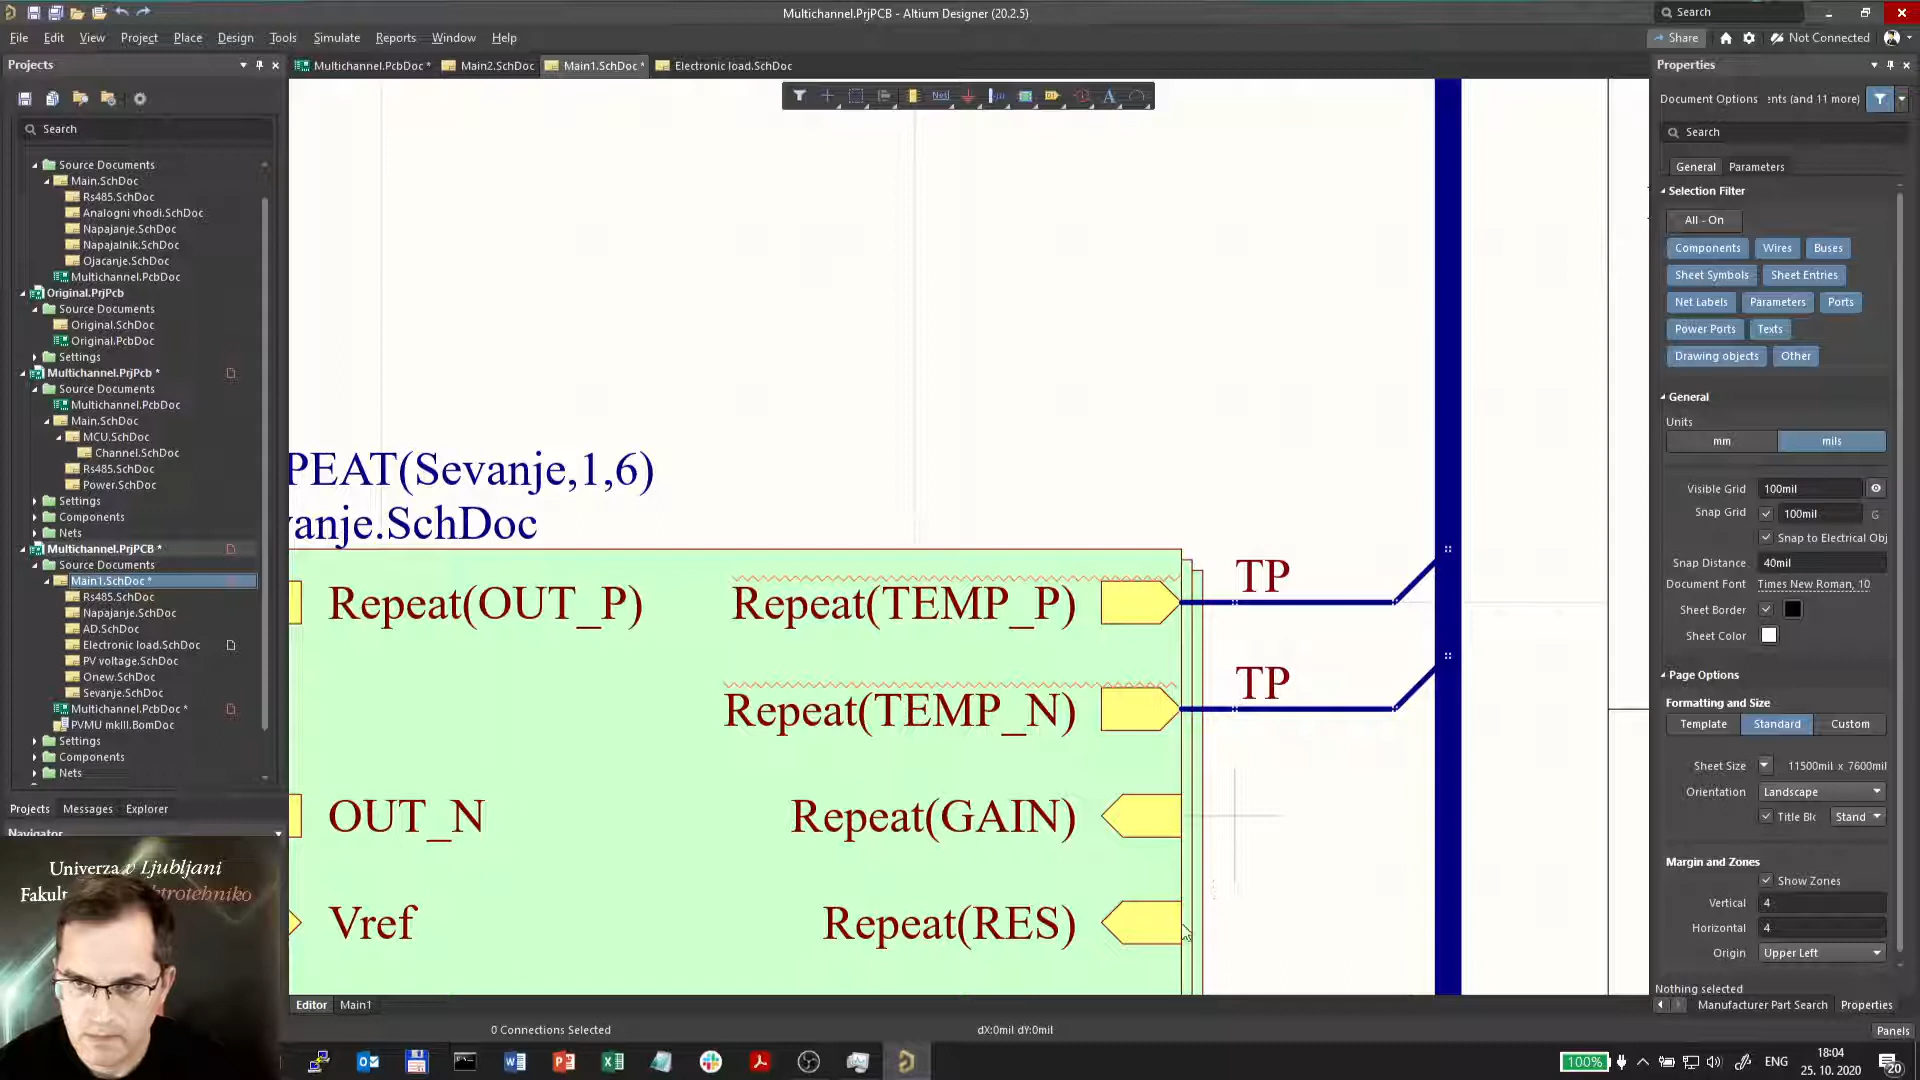 Multichannel.PrjPCB - Altium Designer (20.2.5)
Search
File Edit View Project Place Design Tools Simulate Reports Window Help
Share
Not Connected
Projects
Multichannel.PcbDoc *
Main2.SchDoc
Main1.SchDoc *
Electronic load.SchDoc
Properties
Document Options
nts (and 11 more)
Search
Search
Source Documents
Main.SchDoc
Rs485.SchDoc
Analogni vhodi.SchDoc
Napajanje.SchDoc
Napajalnik.SchDoc
Ojacanje.SchDoc
Multichannel.PcbDoc
Original.PrjPcb
Source Documents
Original.SchDoc
Original.PcbDoc
Settings
Multichannel.PrjPcb *
Source Documents
Multichannel.PcbDoc
Main.SchDoc
MCU.SchDoc
Channel.SchDoc
Rs485.SchDoc
Power.SchDoc
Settings
Components
Nets
Multichannel.PrjPCB *
Source Documents
Main1.SchDoc *
Rs485.SchDoc
Napajanje.SchDoc
AD.SchDoc
Electronic load.SchDoc
PV voltage.SchDoc
Onew.SchDoc
Sevanje.SchDoc
Multichannel.PcbDoc *
PVMU mkIII.BomDoc
Settings
Components
Nets
Projects Messages Explorer
Navigator
Univerza v Ljubljani
Fakul
ktrotehniko
Net
A
PEAT(Sevanje,1,6)
vanje.SchDoc
Repeat(OUT_P)
Repeat(TEMP_P)
TP
Repeat(TEMP_N)
TP
OUT_N
Repeat(GAIN)
Vref
Repeat(RES)
Editor Main1
0 Connections Selected
dX:0mil dY:0mil
General Parameters
Selection Filter
All - On
Components Wires Buses
Sheet Symbols Sheet Entries
Net Labels Parameters Ports
Power Ports Texts
Drawing objects Other
General
Units
mm mils
Visible Grid 100mil
Snap Grid 100mil G
Snap to Electrical Obj
Snap Distance 40mil
Document Font Times New Roman, 10
Sheet Border
Sheet Color
Page Options
Formatting and Size
Template Standard Custom
Sheet Size 11500mil x 7600mil
Orientation Landscape
Title Blc Stand
Margin and Zones
Show Zones
Vertical 4
Horizontal 4
Origin Upper Left
Nothing selected
Manufacturer Part Search Properties
Panels
100%
ENG
18:04
25. 10. 2020
20